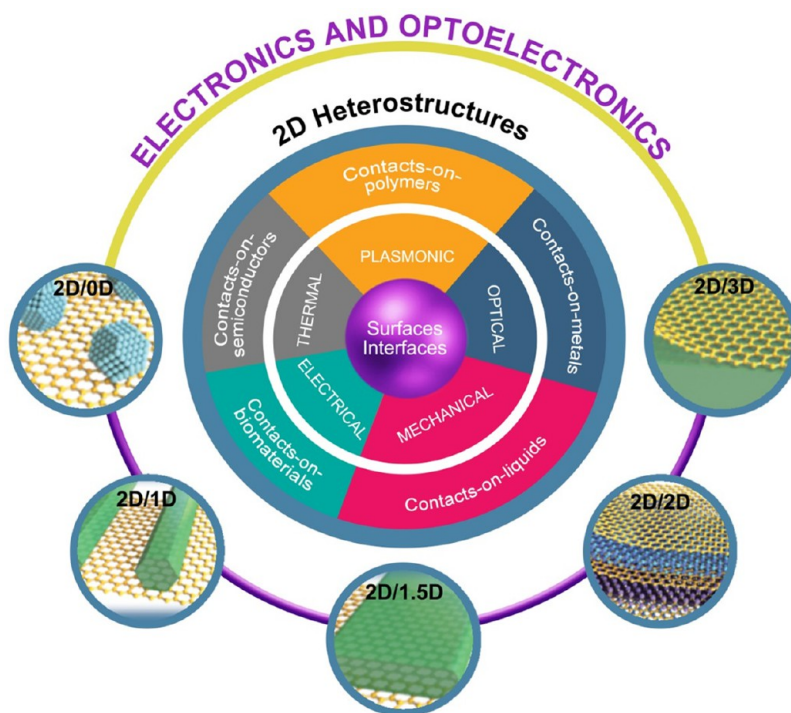 ELECTRONICS AND OPTOELECTRONICS
2D Heterostructures
Contacts-on-
polymers
Contacts-on-
semiconductors
Contacts-on-metals
PLASMONIC
THERMAL
OPTICAL
Surfaces
Interfaces
ELECTRICAL
MECHANICAL
Contacts-on-
biomaterials
Contacts-on-liquids
2D/0D
2D/3D
2D/1D
2D/2D
2D/1.5D